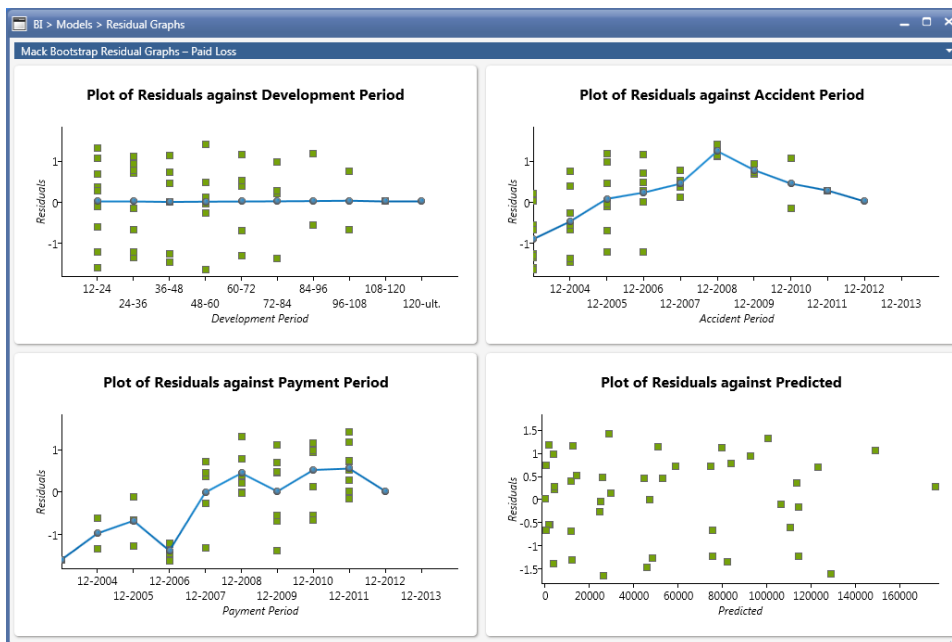 BI > Models > Residual Graphs
Mack Bootstrap Residual Graphs – Paid Loss
Plot of Residuals against Development Period
Residuals
1
-1
12-24 36-48 60-72 84-96 108-120
24-36 48-60 72-84 96-108 120-ult.
Development Period
Plot of Residuals against Accident Period
Residuals
1
-1
12-2004 12-2006 12-2008 12-2010 12-2012
12-2005 12-2007 12-2009 12-2011 12-2013
Accident Period
Plot of Residuals against Payment Period
Residuals
1
0
-1
12-2004 12-2006 12-2008 12-2010 12-2012
12-2005 12-2007 12-2009 12-2011 12-2013
Payment Period
Plot of Residuals against Predicted
Residuals
1.5
1
0.5
0
-0.5
-1
-1.5
0 20000 40000 60000 80000 100000 120000 140000 160000
Predicted